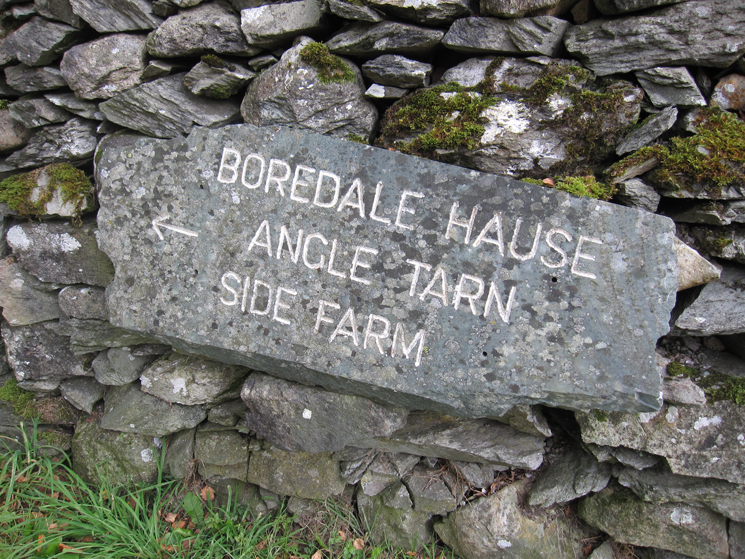 BOREDALE HAUSE
← ANGLE TARN
SIDE FARM